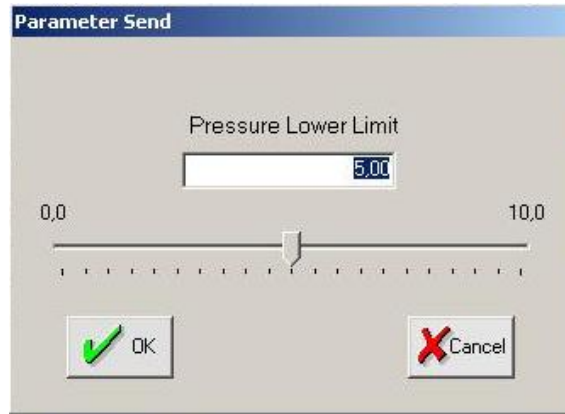 Parameter Send
Pressure Lower Limit
5,00
0,0 10,0
OK Cancel